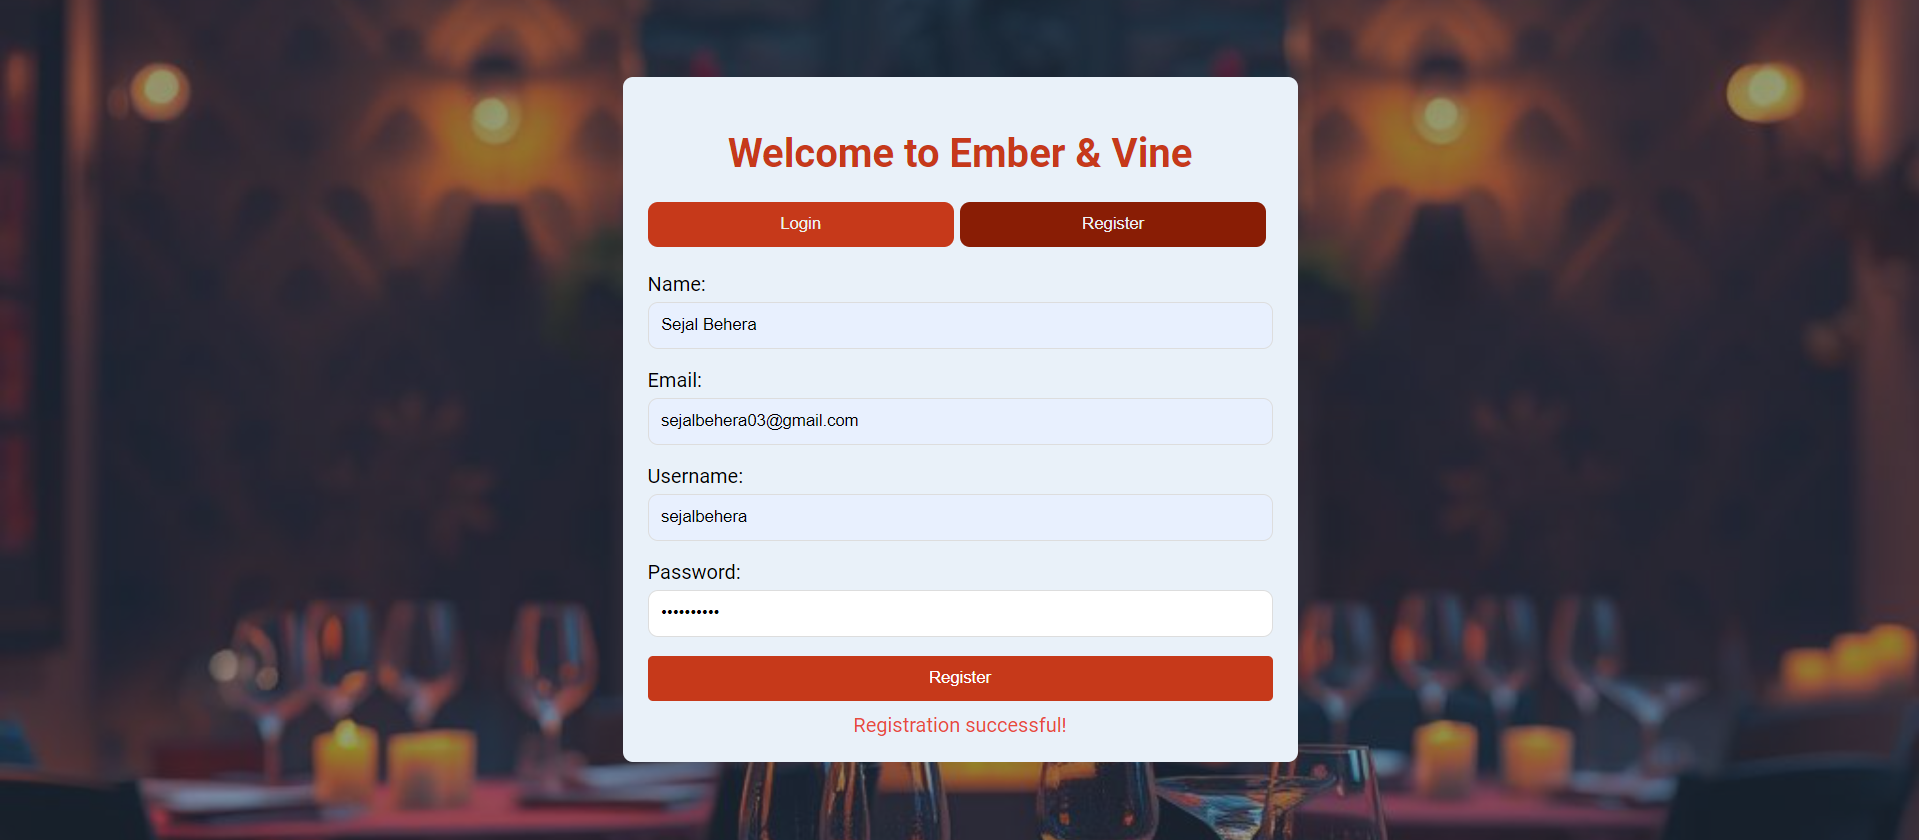 Welcome to Ember & Vine
Login Register
Name:
Sejal Behera
Email:
sejalbehera03@gmail.com
Username:
sejalbehera
Password:
••••••••••
Register
Registration successful!